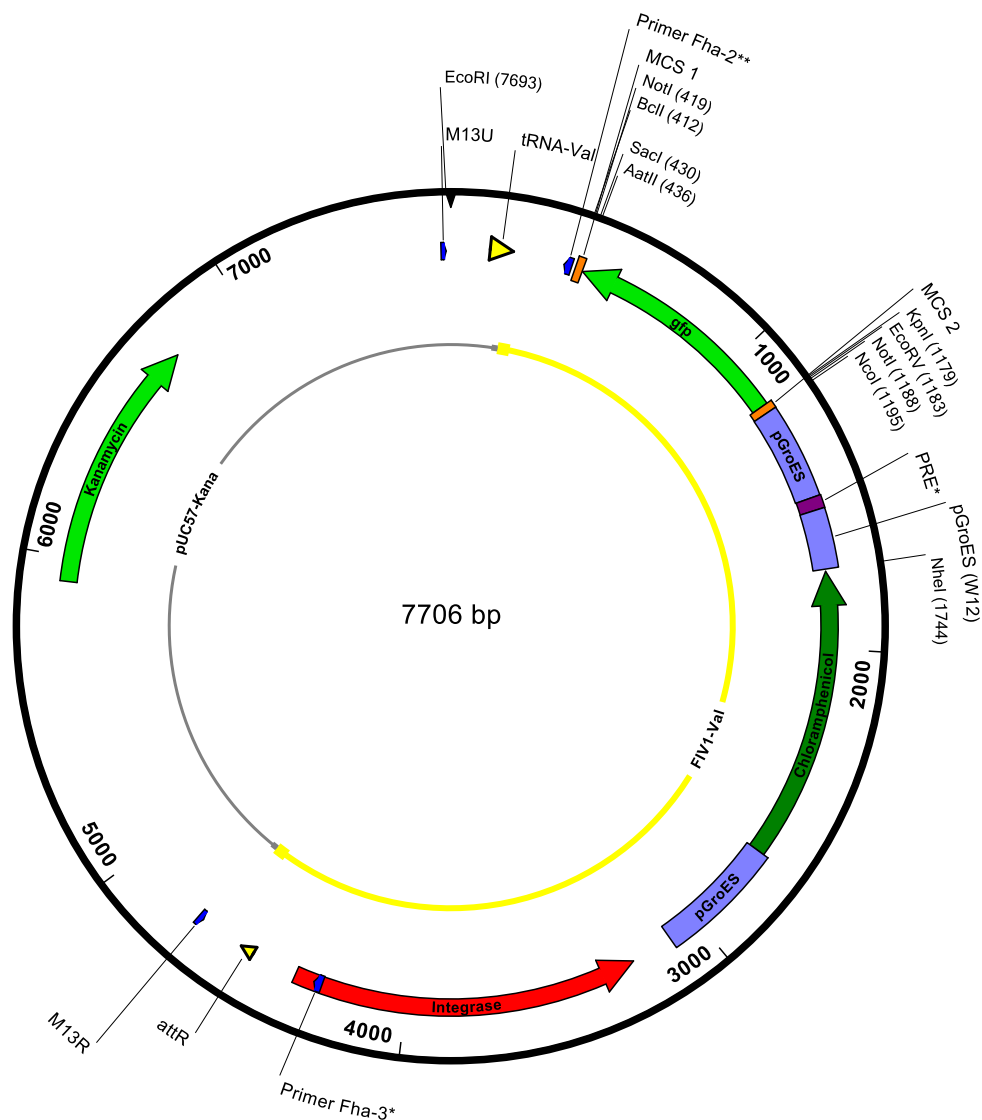 Primer Fha-2**
MCS 1
NotI (419)
BclI (412)
EcoRI (7693)
M13U
tRNA-Val
SacI (430)
AatII (436)
7000
gfp
1000
MCS 2
KpnI (1179)
EcoRV (1183)
NotI (1188)
NcoI (1195)
Kanamycin
pUC57-Kana
pGroES
PRE*
pGroES (W12)
NheI (1744)
6000
7706 bp
2000
FIV1-Val
Chloramphenicol
5000
pGroES
3000
Integrase
4000
attR
M13R
Primer Fha-3*